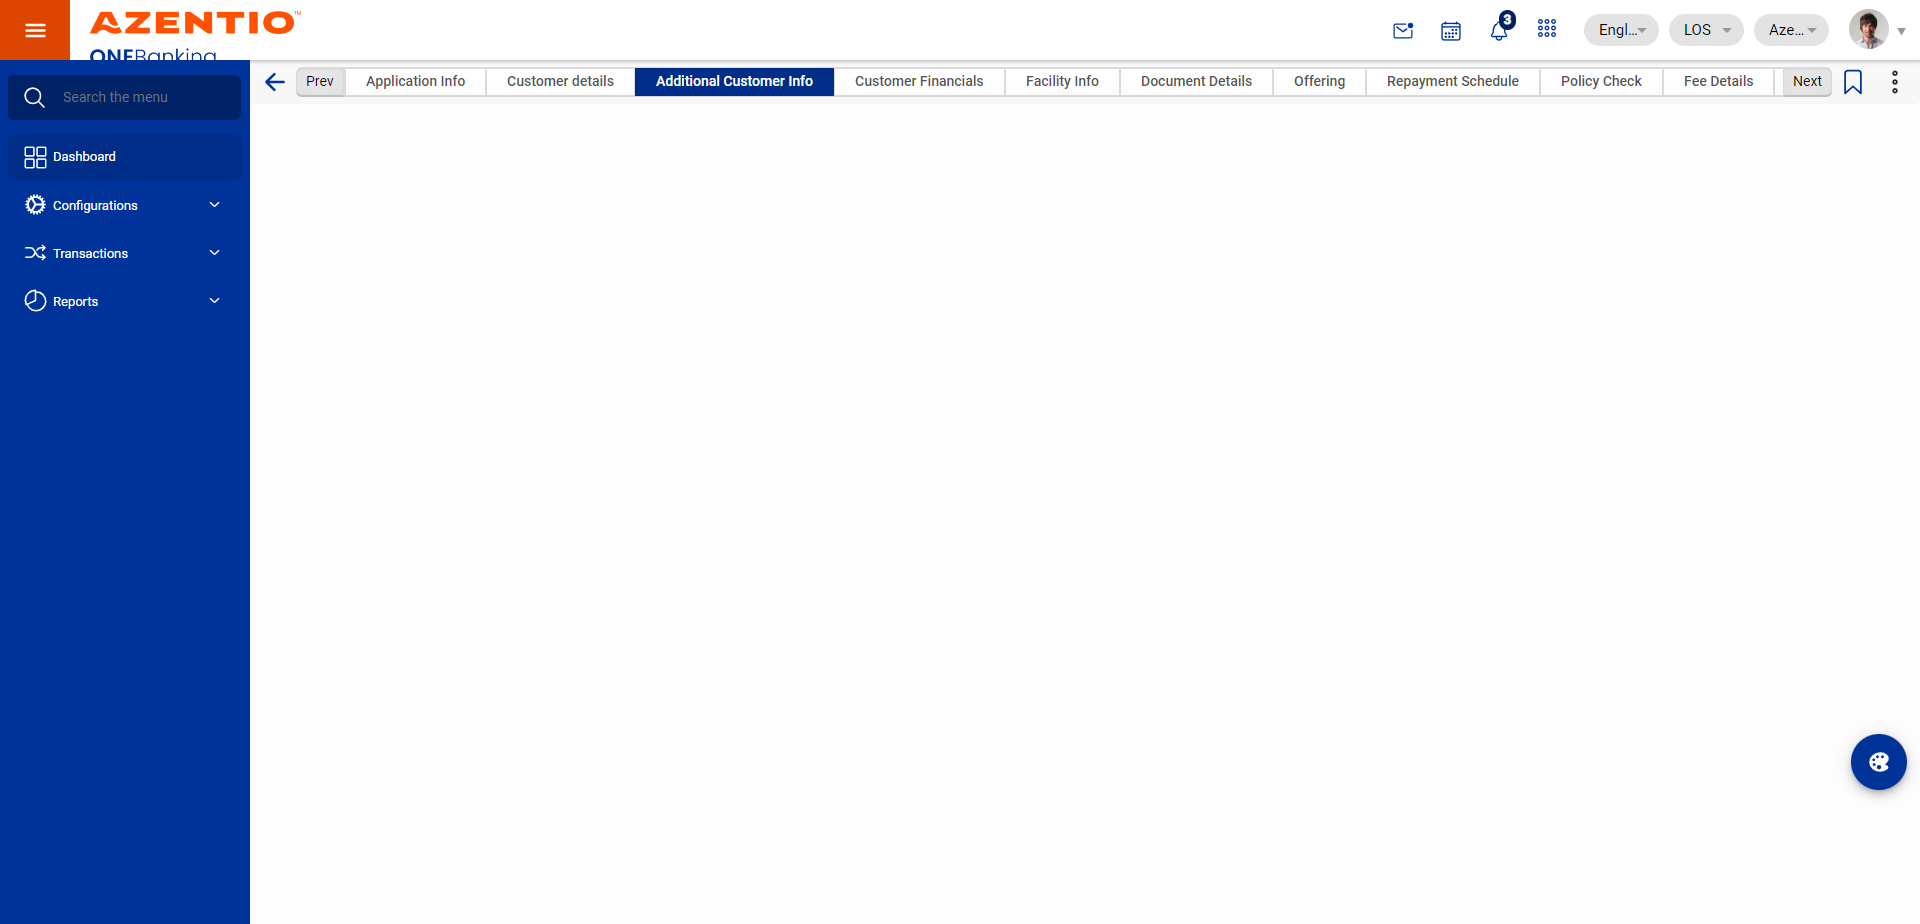 AZENTIO™
ONEBanking
3
Engl...
LOS
Aze...
Search the menu
Dashboard
Configurations
Transactions
Reports
Prev
Application Info
Customer details
Additional Customer Info
Customer Financials
Facility Info
Document Details
Offering
Repayment Schedule
Policy Check
Fee Details
Next